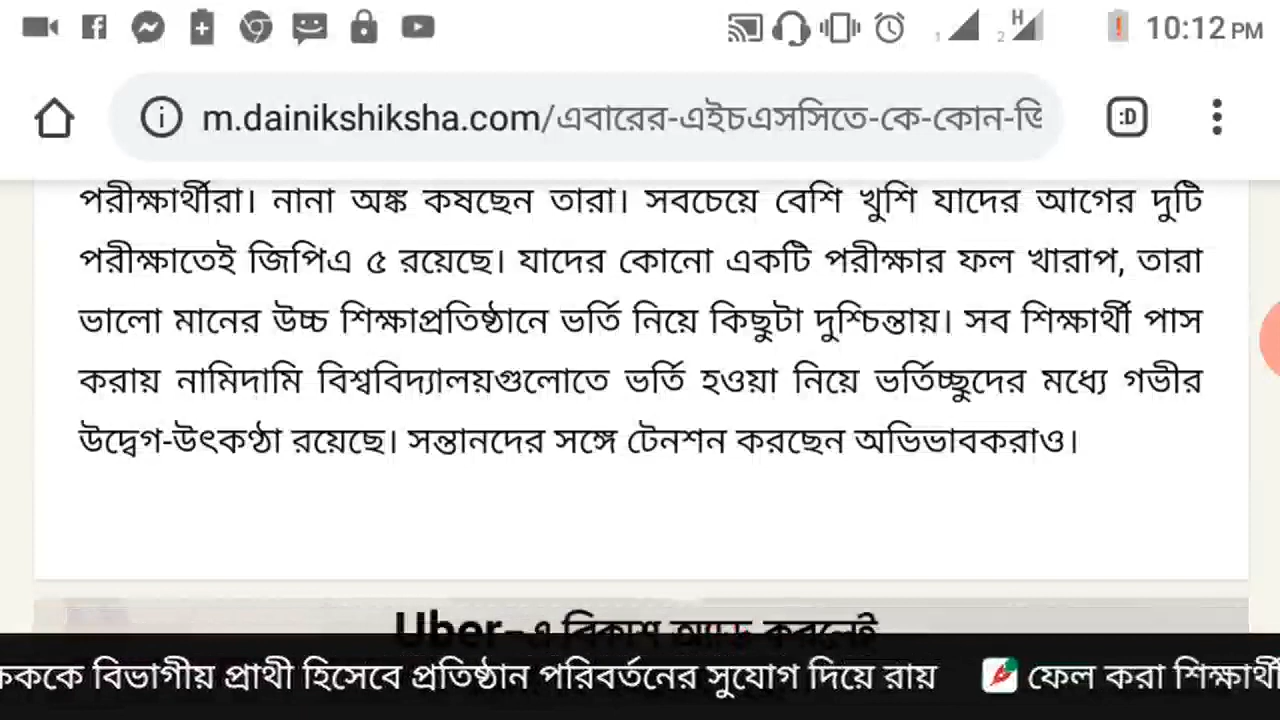 10:12 PM
m.dainikshiksha.com/এবারের-এইচএসসিতে-কে-কোন-ভি
পরীক্ষার্থীরা। নানা অঙ্ক কষছেন তারা। সবচেয়ে বেশি খুশি যাদের আগের দুটি
পরীক্ষাতেই জিপিএ ৫ রয়েছে। যাদের কোনো একটি পরীক্ষার ফল খারাপ, তারা
ভালো মানের উচ্চ শিক্ষাপ্রতিষ্ঠানে ভর্তি নিয়ে কিছুটা দুশ্চিন্তায়। সব শিক্ষার্থী পাস
করায় নামিদামি বিশ্ববিদ্যালয়গুলোতে ভর্তি হওয়া নিয়ে ভর্তিচ্ছুদের মধ্যে গভীর
উদ্বেগ-উৎকণ্ঠা রয়েছে। সন্তানদের সঙ্গে টেনশন করছেন অভিভাবকরাও।
Uber-এ বিকাশ অ্যাড করলেই
ককে বিভাগীয় প্রাথী হিসেবে প্রতিষ্ঠান পরিবর্তনের সুযোগ দিয়ে রায় ফেল করা শিক্ষার্থী